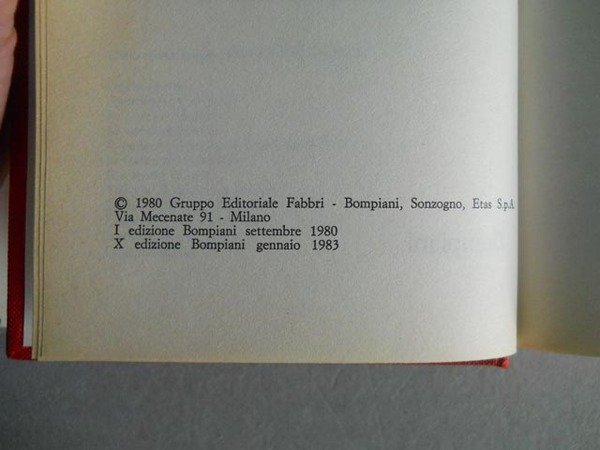 © 1980 Gruppo Editoriale Fabbri - Bompiani, Sonzogno, Etas S.p.A.
Via Mecenate 91 - Milano
I edizione Bompiani settembre 1980
X edizione Bompiani gennaio 1983